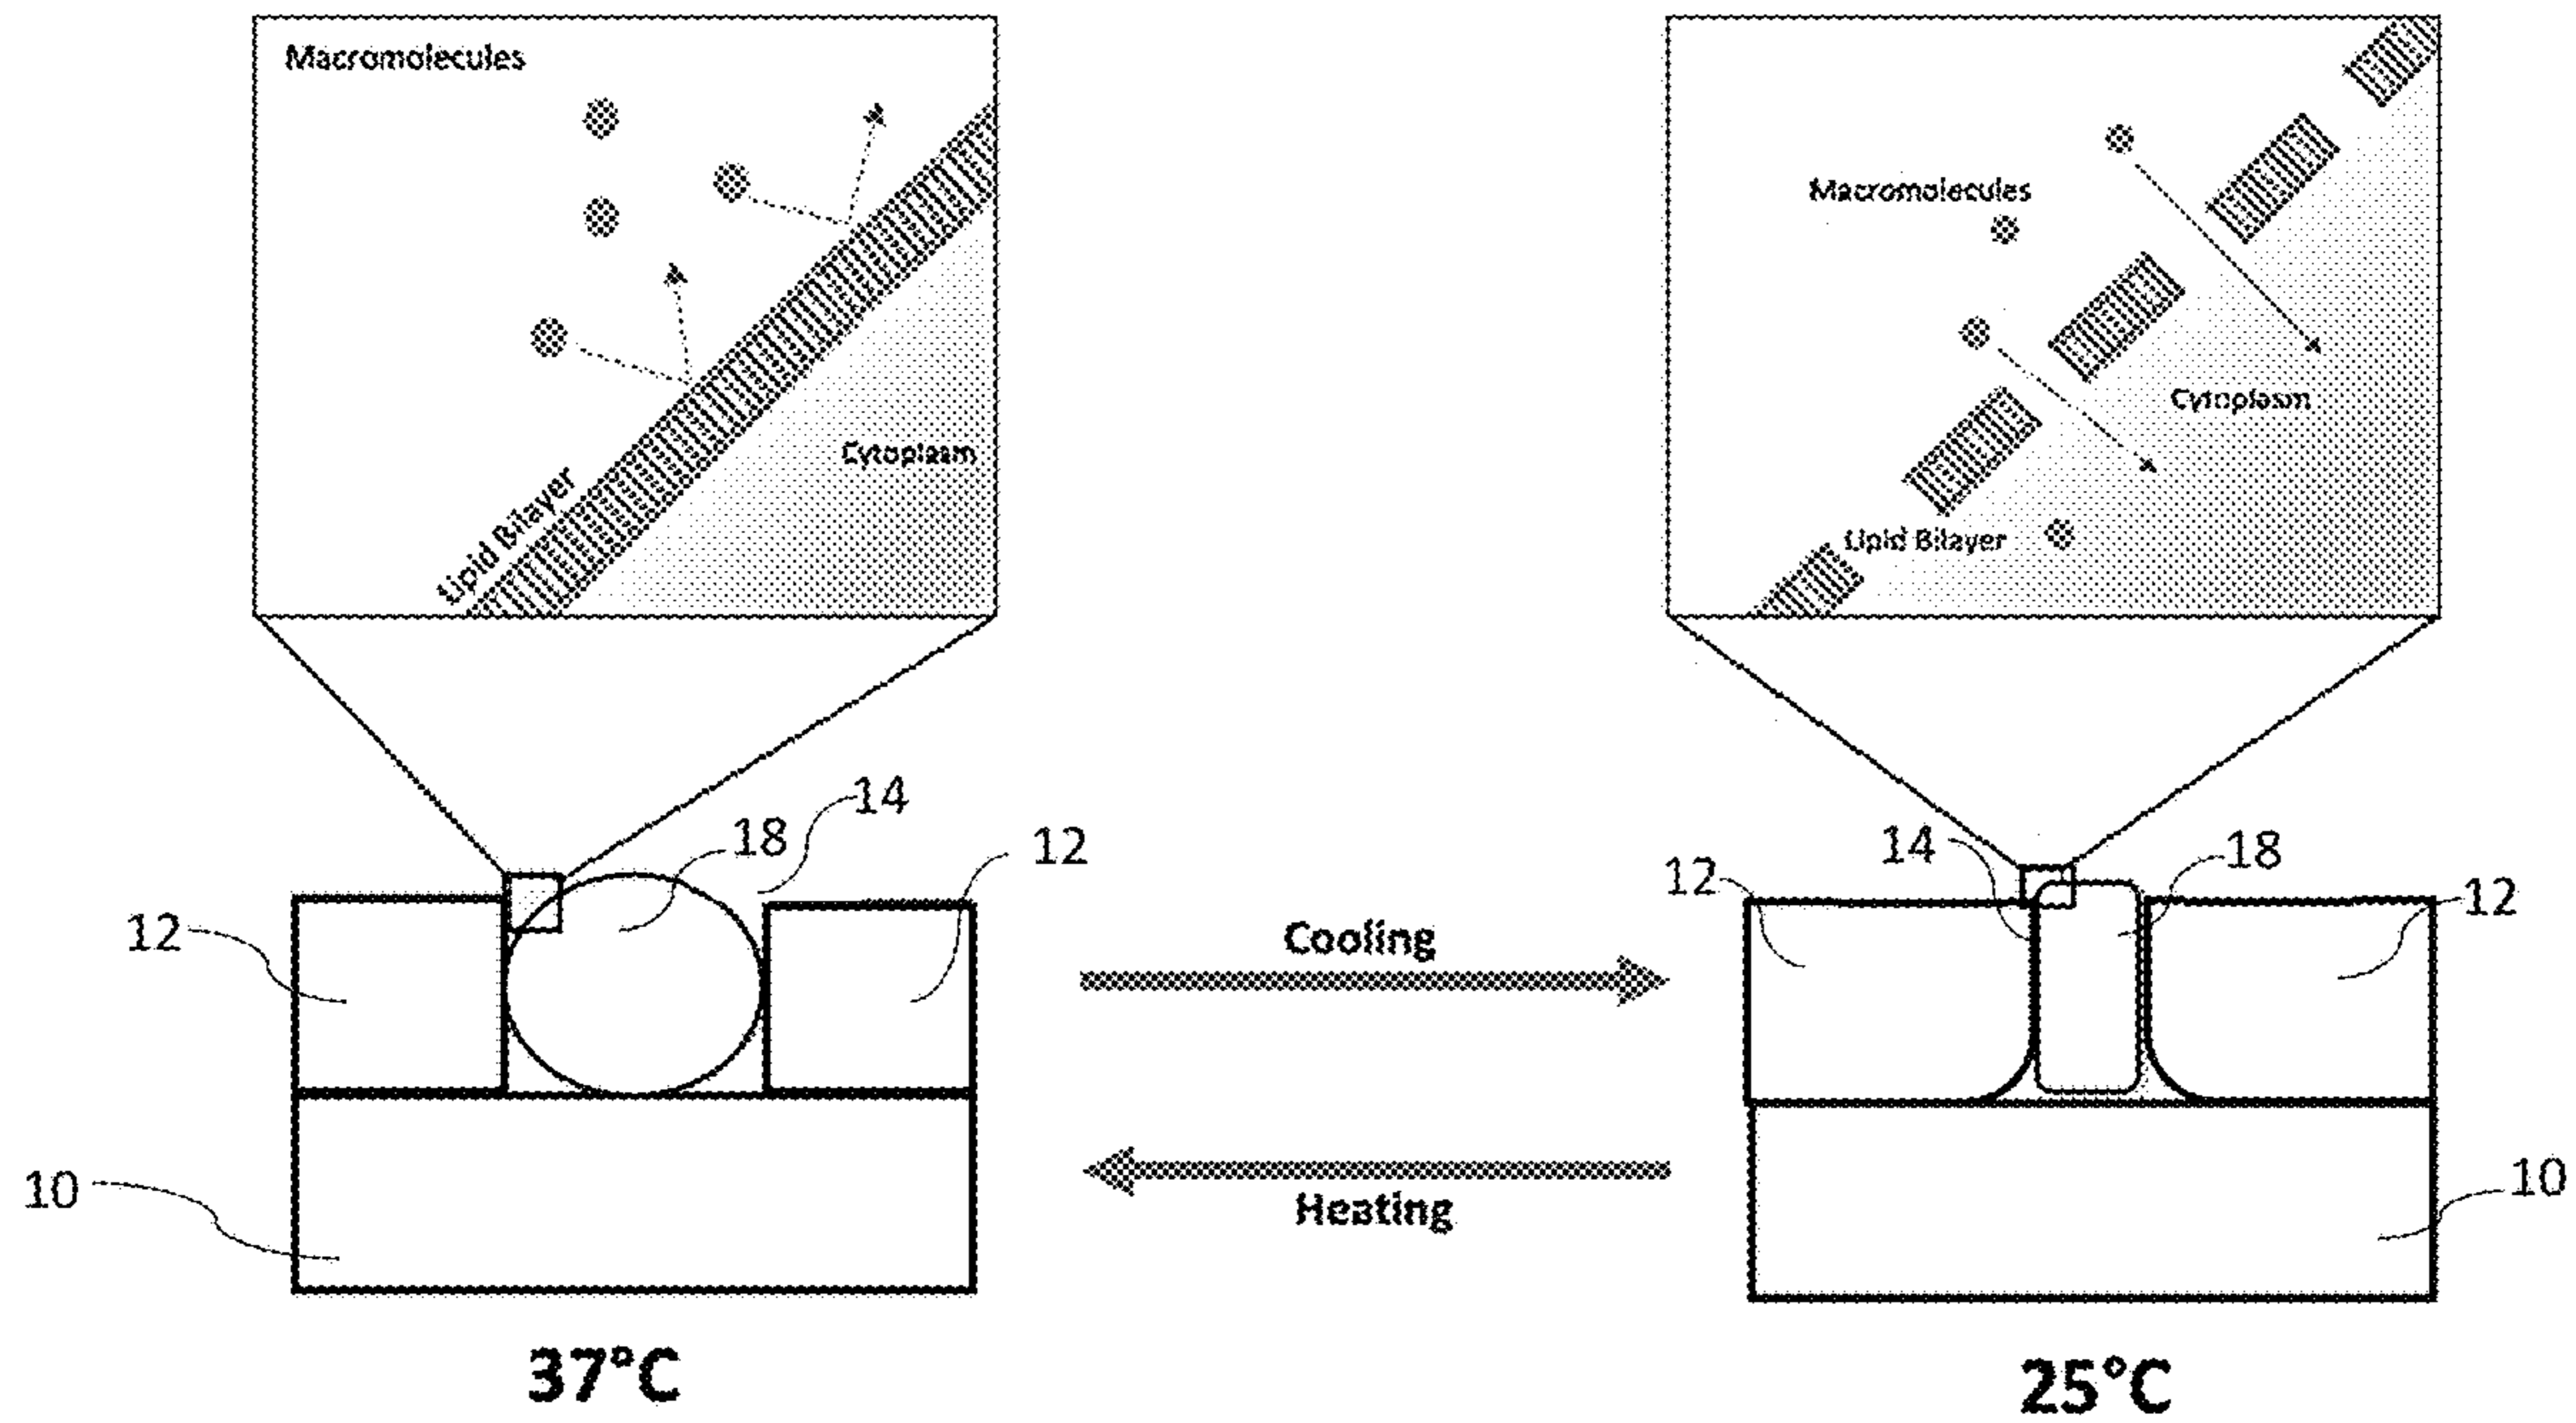 Macromolecules
Cytoplasm
Lipid Bilayer
Macromolecules
Cytoplasm
Lipid Bilayer
14
18
12
12
10
Cooling
Heating
14
18
12
12
10
37°C
25°C